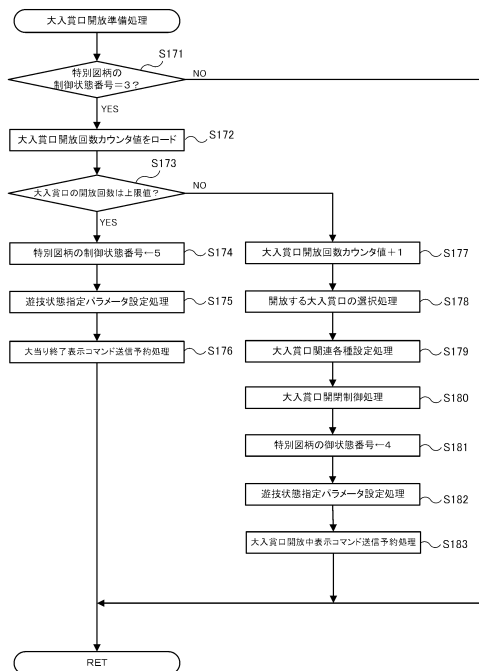 大入賞口開放準備処理
S171
特別図柄の
制御状態番号=3?
NO
YES
大入賞口開放回数カウンタ値をロード
S172
S173
大入賞口の開放回数は上限値?
NO
YES
特別図柄の制御状態番号←5
S174
遊技状態指定パラメータ設定処理
S175
大当り終了表示コマンド送信予約処理
S176
大入賞口開放回数カウンタ値+1
S177
開放する大入賞口の選択処理
S178
大入賞口関連各種設定処理
S179
大入賞口開閉制御処理
S180
特別図柄の御状態番号←4
S181
遊技状態指定パラメータ設定処理
S182
大入賞口開放中表示コマンド送信予約処理
S183
RET